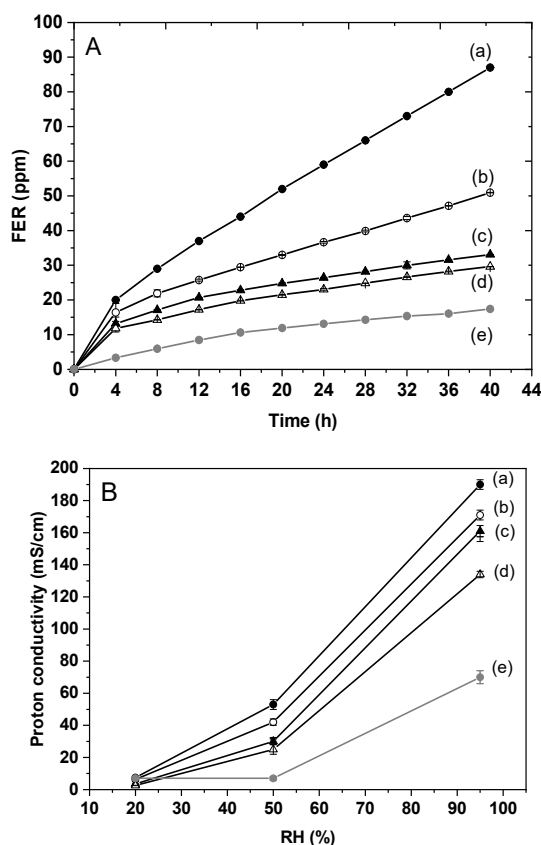 A
FER (ppm)
100
90
80
70
60
50
40
30
20
10
0
(a)
(b)
(c)
(d)
(e)
0 4 8 12 16 20 24 28 32 36 40 44
Time (h)
B
Proton conductivity (mS/cm)
200
180
160
140
120
100
80
60
40
20
0
(a)
(b)
(c)
(d)
(e)
10 20 30 40 50 60 70 80 90 100
RH (%)